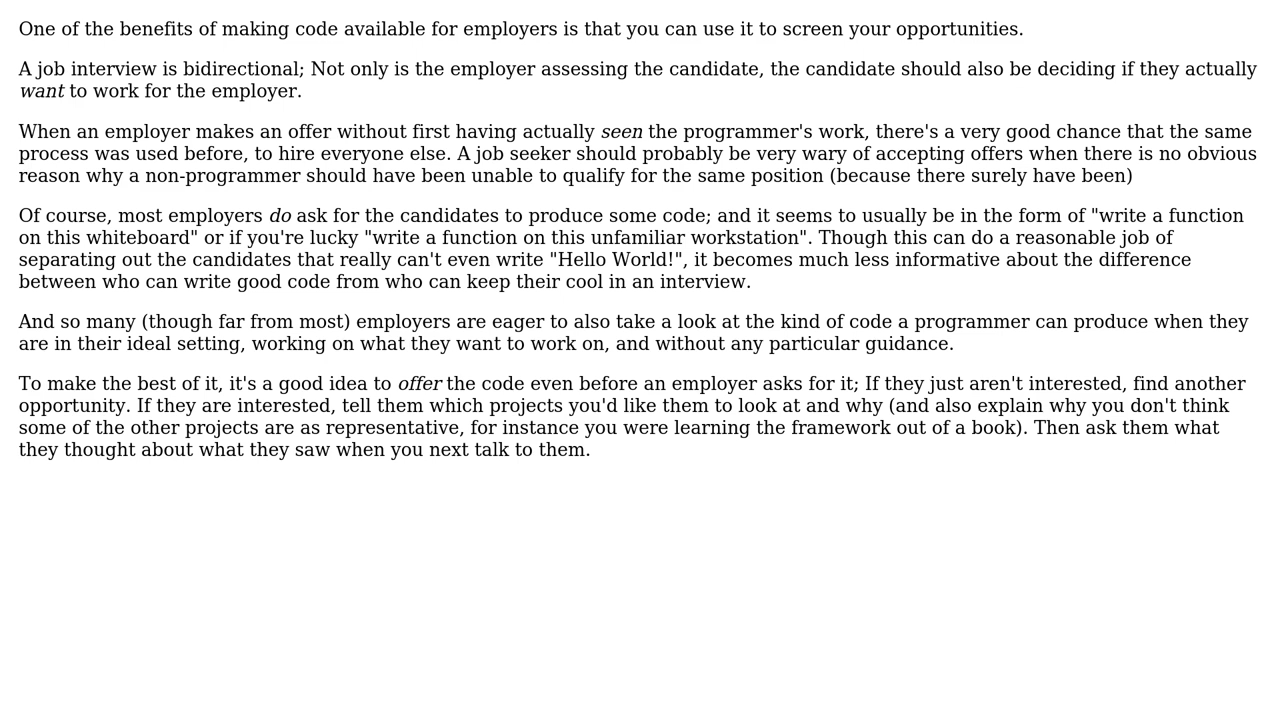 One of the benefits of making code available for employers is that you can use it to screen your opportunities.
A job interview is bidirectional; Not only is the employer assessing the candidate, the candidate should also be deciding if they actually
want to work for the employer.
When an employer makes an offer without first having actually seen the programmer's work, there's a very good chance that the same
process was used before, to hire everyone else. A job seeker should probably be very wary of accepting offers when there is no obvious
reason why a non-programmer should have been unable to qualify for the same position (because there surely have been)
Of course, most employers do ask for the candidates to produce some code; and it seems to usually be in the form of "write a function
on this whiteboard" or if you're lucky "write a function on this unfamiliar workstation". Though this can do a reasonable job of
separating out the candidates that really can't even write "Hello World!", it becomes much less informative about the difference
between who can write good code from who can keep their cool in an interview.
And so many (though far from most) employers are eager to also take a look at the kind of code a programmer can produce when they
are in their ideal setting, working on what they want to work on, and without any particular guidance.
To make the best of it, it's a good idea to offer the code even before an employer asks for it; If they just aren't interested, find another
opportunity. If they are interested, tell them which projects you'd like them to look at and why (and also explain why you don't think
some of the other projects are as representative, for instance you were learning the framework out of a book). Then ask them what
they thought about what they saw when you next talk to them.